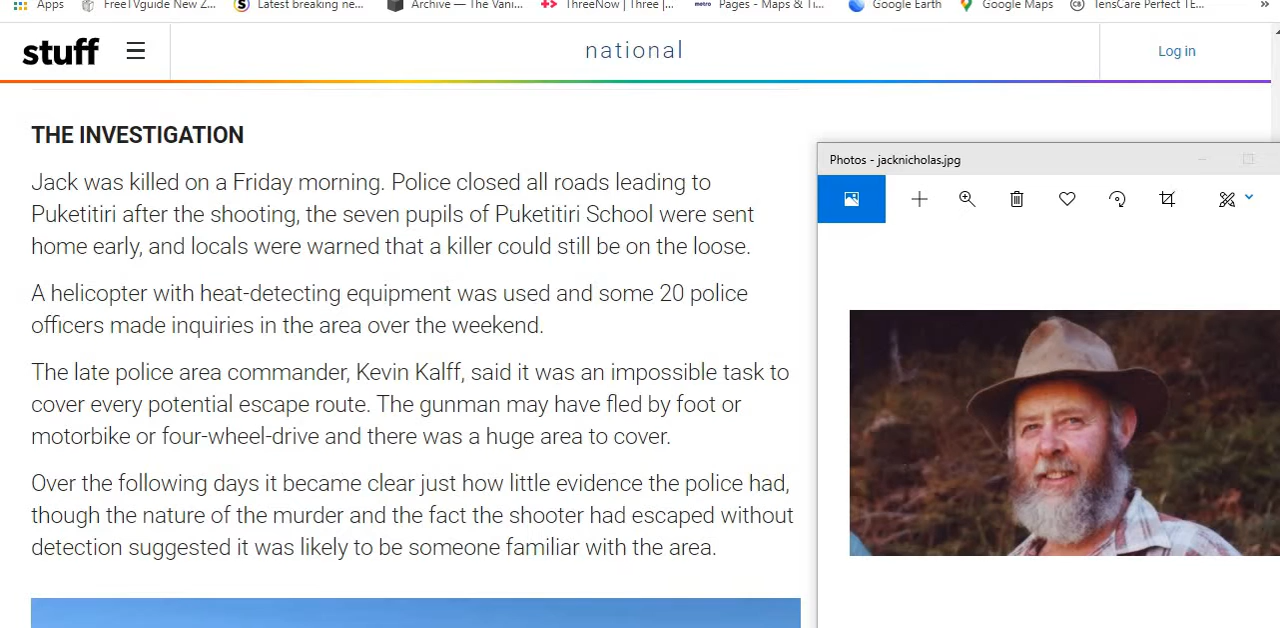 Apps FreeTVguide New Z... S Latest breaking ne... Archive — The Vani... ThreeNow | Three |... metro Pages - Maps & Ti... Google Earth Google Maps TensCare Perfect TE... »
stuff national Log in
THE INVESTIGATION
Jack was killed on a Friday morning. Police closed all roads leading to
Puketitiri after the shooting, the seven pupils of Puketitiri School were sent
home early, and locals were warned that a killer could still be on the loose.
A helicopter with heat-detecting equipment was used and some 20 police
officers made inquiries in the area over the weekend.
The late police area commander, Kevin Kalff, said it was an impossible task to
cover every potential escape route. The gunman may have fled by foot or
motorbike or four-wheel-drive and there was a huge area to cover.
Over the following days it became clear just how little evidence the police had,
though the nature of the murder and the fact the shooter had escaped without
detection suggested it was likely to be someone familiar with the area.
Photos - jacknicholas.jpg